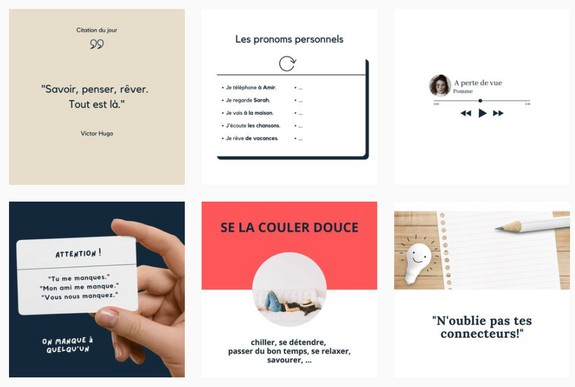 Citation du jour
"Savoir, penser, rêver.
Tout est là."
Victor Hugo
Les pronoms personnels
• Je téléphone à Amir.
• ...
• Je regarde Sarah.
• ...
• Je vais à la maison.
• ...
• J'écoute les chansons.
• ...
• Je rêve de vacances.
• ...
A perte de vue
Pomme
ATTENTION !
"Tu me manques."
"Mon ami me manque."
"Vous nous manquez."
ON MANQUE À
QUELQU'UN
SE LA COULER DOUCE
chiller, se détendre,
passer du bon temps, se relaxer,
savourer, ...
"N'oublie pas tes
connecteurs!"